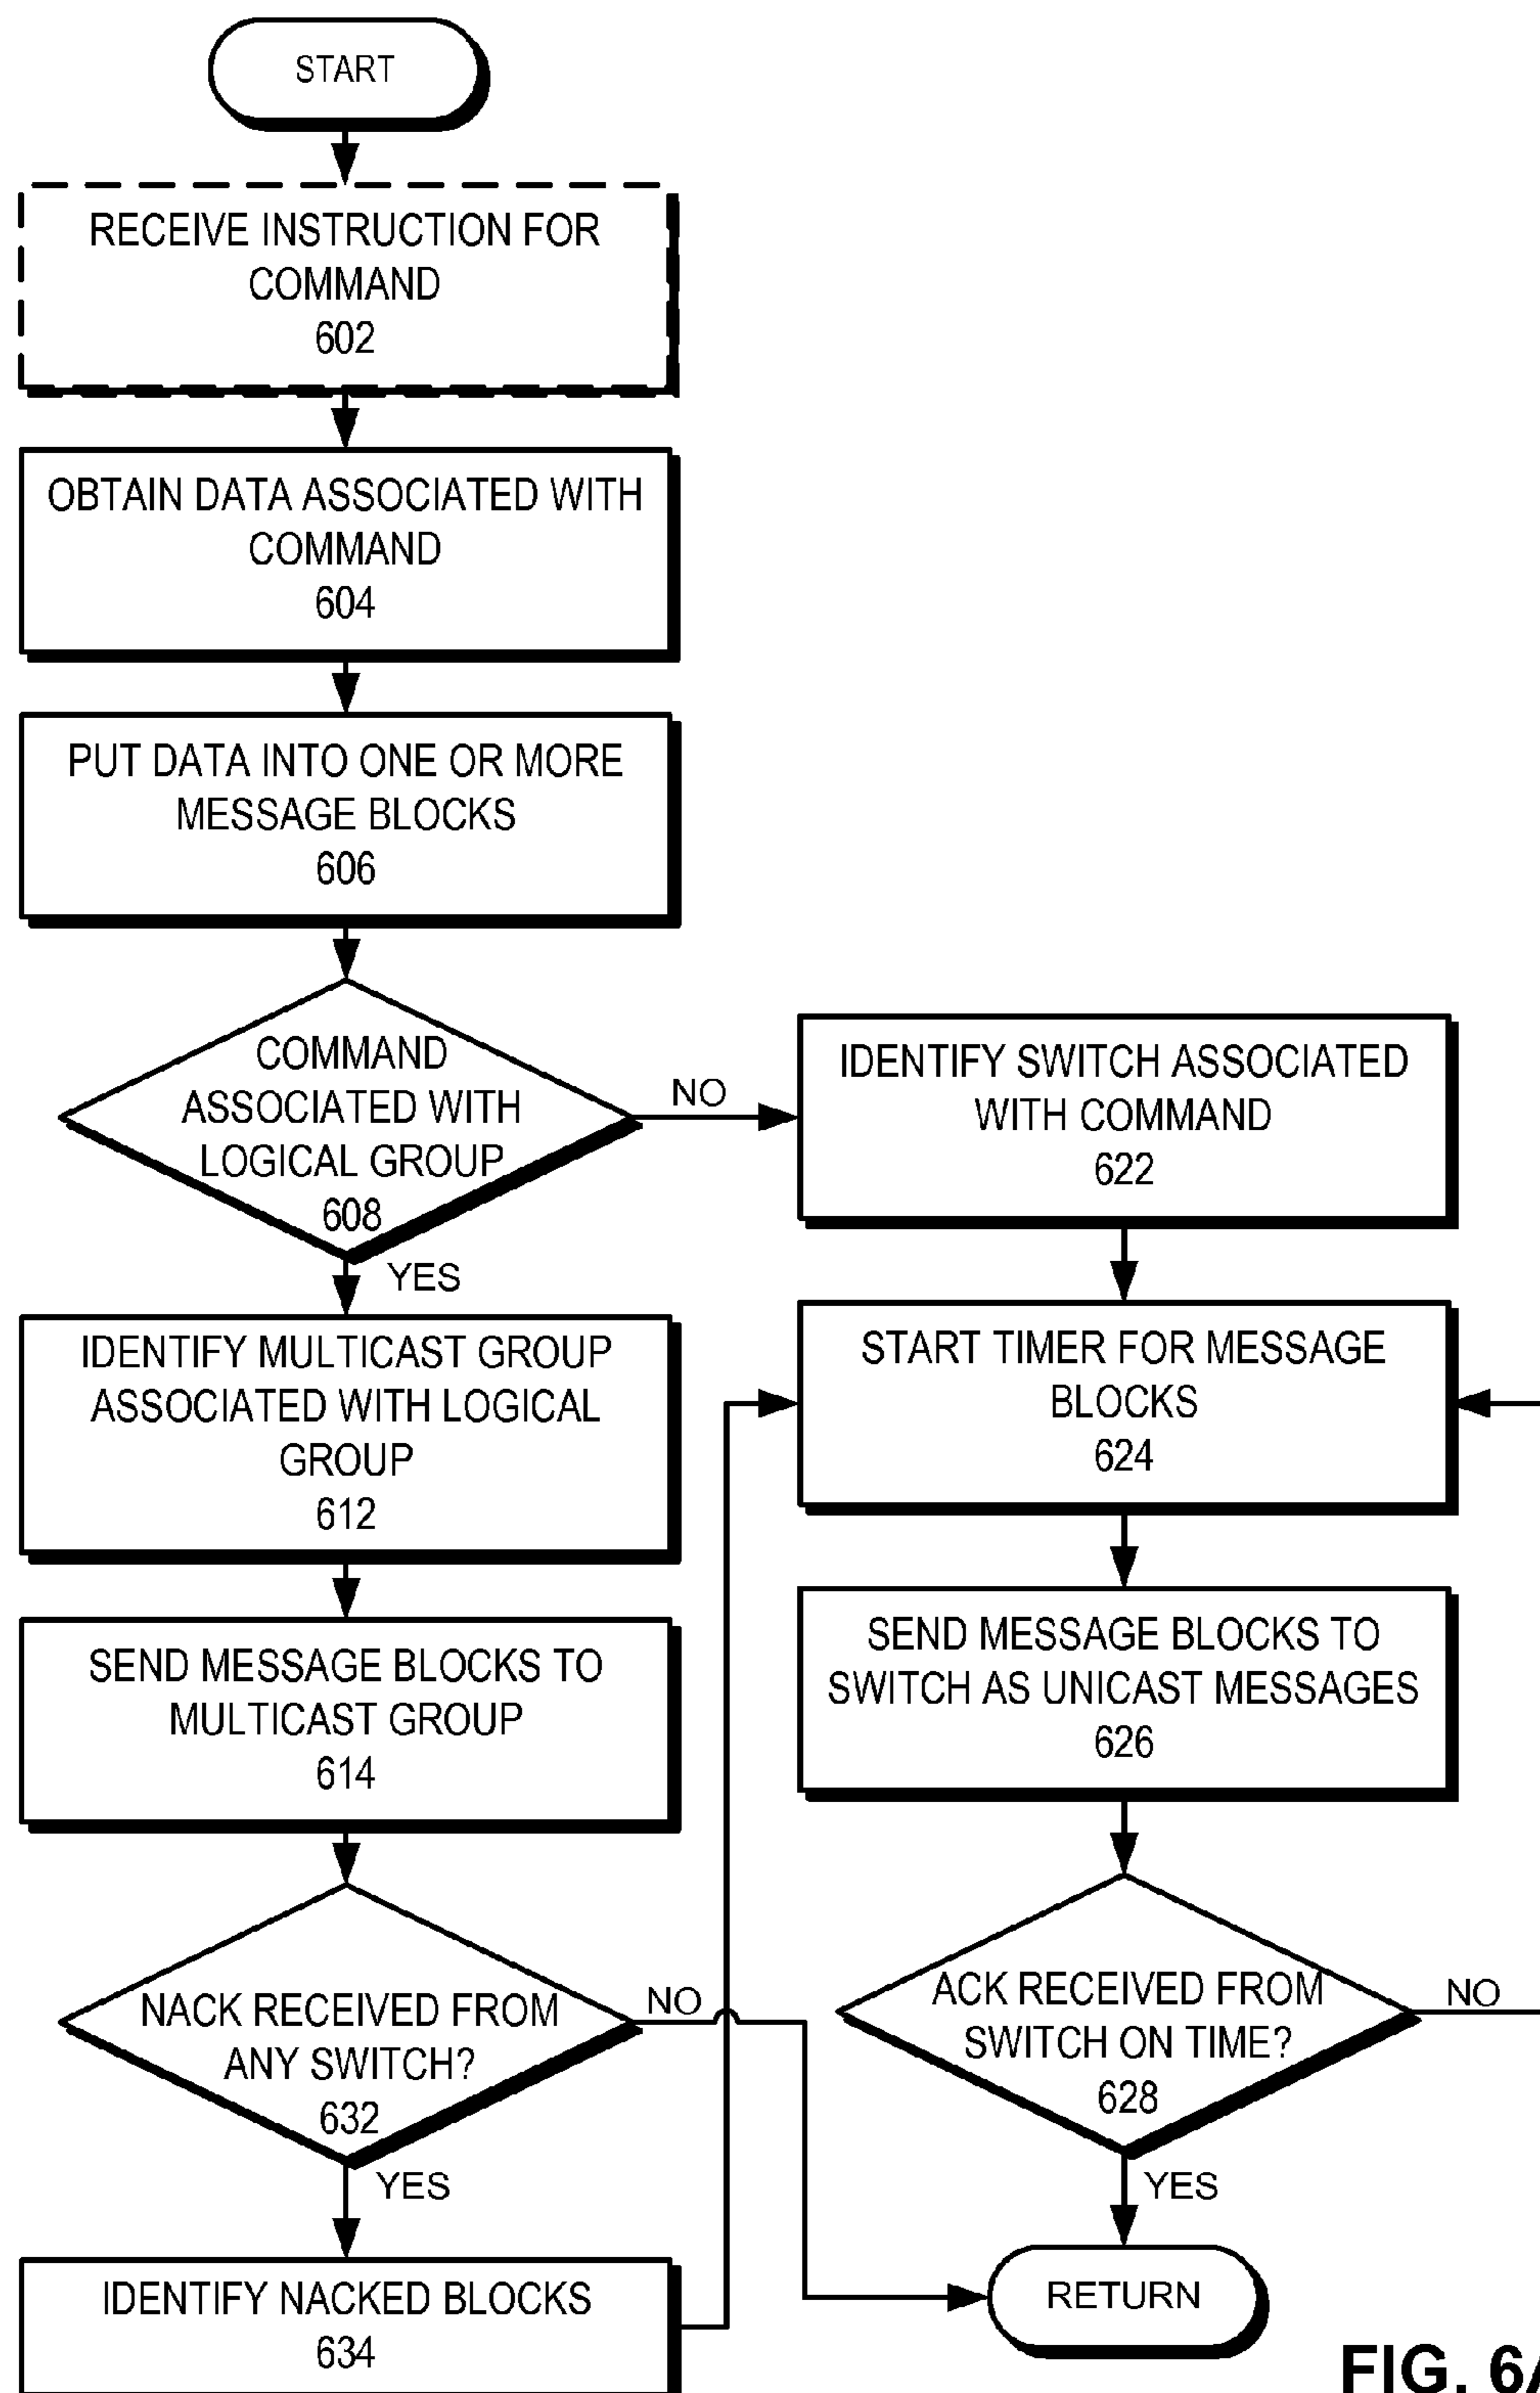 START
RECEIVE INSTRUCTION FOR
COMMAND
602
OBTAIN DATA ASSOCIATED WITH
COMMAND
604
PUT DATA INTO ONE OR MORE
MESSAGE BLOCKS
606
COMMAND
ASSOCIATED WITH
LOGICAL GROUP
608
NO
YES
IDENTIFY SWITCH ASSOCIATED
WITH COMMAND
622
IDENTIFY MULTICAST GROUP
ASSOCIATED WITH LOGICAL
GROUP
612
START TIMER FOR MESSAGE
BLOCKS
624
SEND MESSAGE BLOCKS TO
MULTICAST GROUP
614
SEND MESSAGE BLOCKS TO
SWITCH AS UNICAST MESSAGES
626
NACK RECEIVED FROM
ANY SWITCH?
632
NO
YES
ACK RECEIVED FROM
SWITCH ON TIME?
628
NO
YES
IDENTIFY NACKED BLOCKS
634
RETURN
FIG. 6A